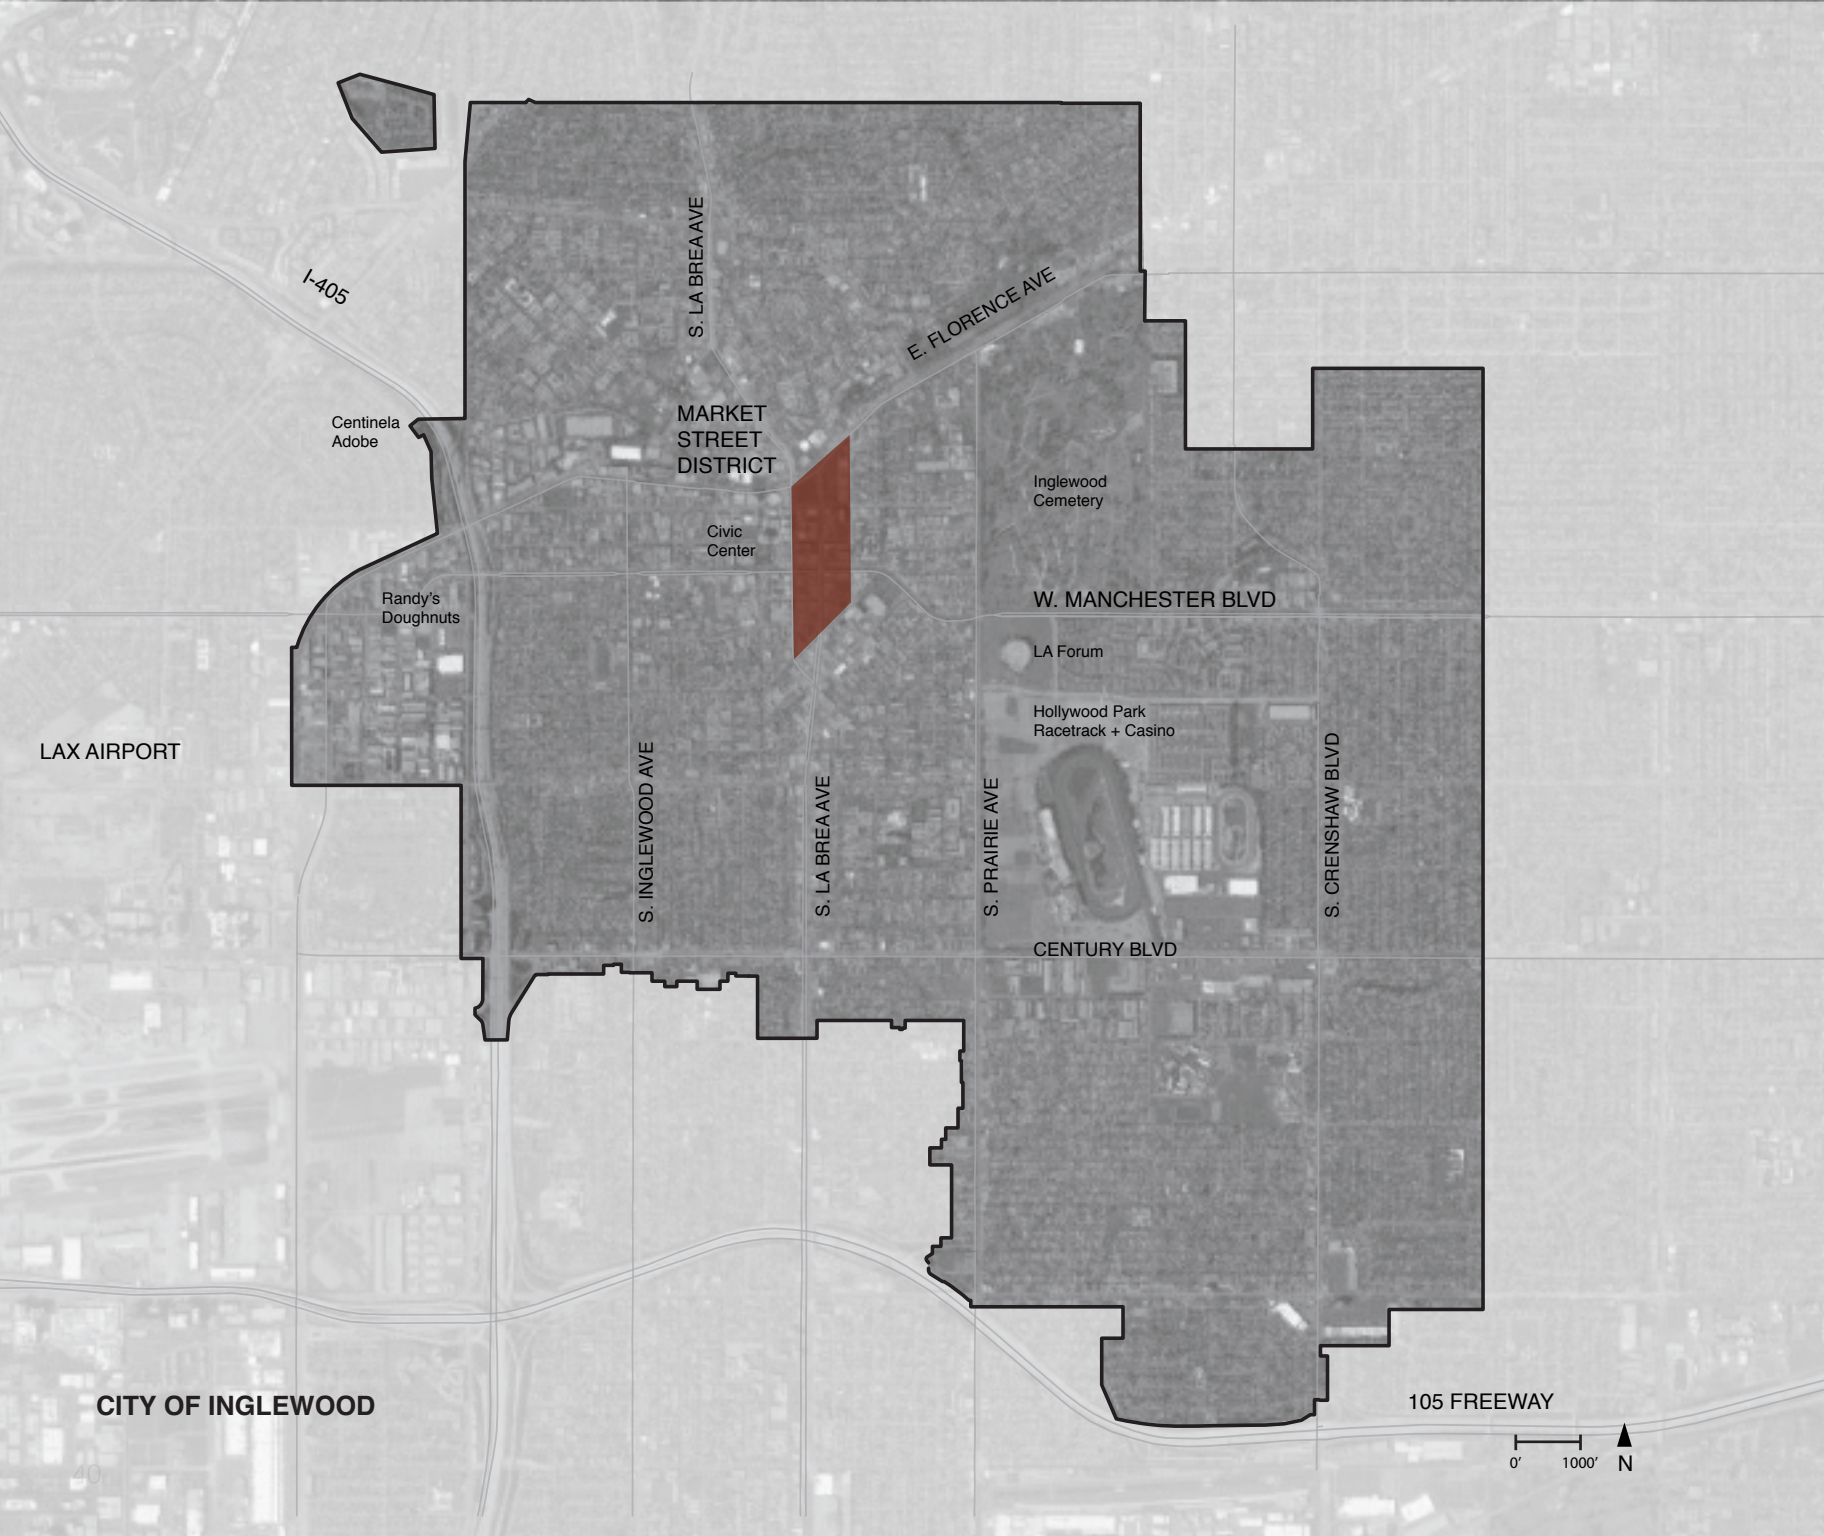 S. LA BREA AVE
I-405
E. FLORENCE AVE
Centinela
Adobe
MARKET
STREET
DISTRICT
Inglewood
Cemetery
Civic
Center
Randy's
Doughnuts
W. MANCHESTER BLVD
LA Forum
Hollywood Park
Racetrack + Casino
LAX AIRPORT
S. INGLEWOOD AVE
S. LA BREA AVE
S. PRAIRIE AVE
S. CRENSHAW BLVD
CENTURY BLVD
CITY OF INGLEWOOD
105 FREEWAY
0' 1000' N
40